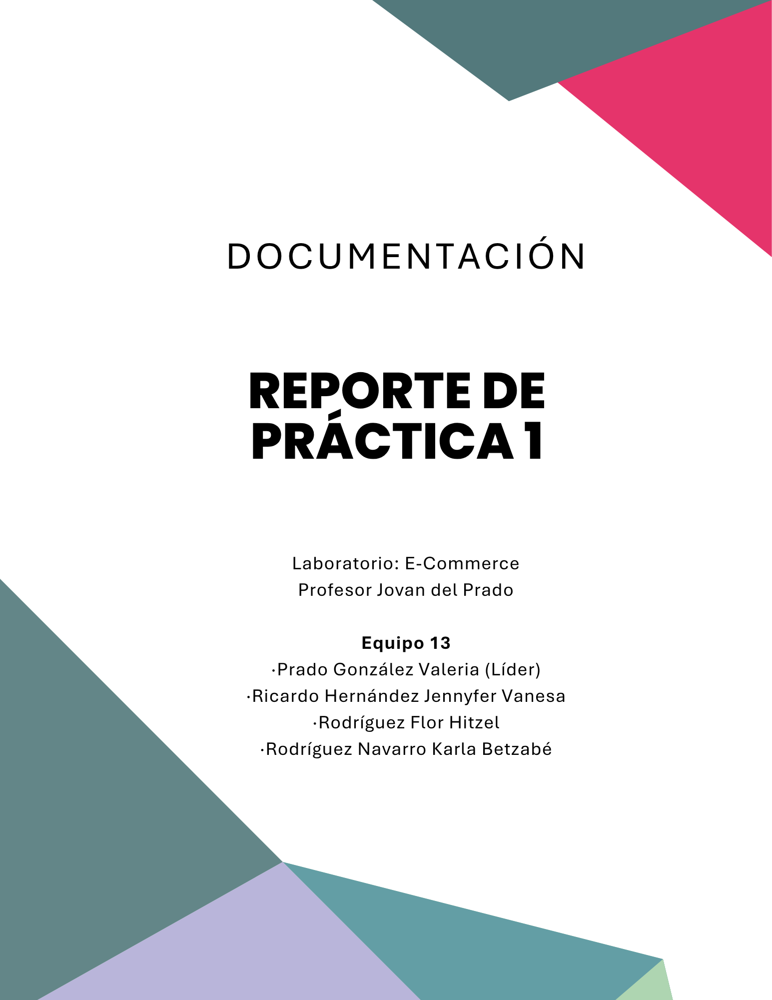 DOCUMENTACIÓN
REPORTE DE
PRÁCTICA 1
Laboratorio: E-Commerce
Profesor Jovan del Prado
Equipo 13
·Prado González Valeria (Líder)
·Ricardo Hernández Jennyfer Vanesa
·Rodríguez Flor Hitzel
·Rodríguez Navarro Karla Betzabé